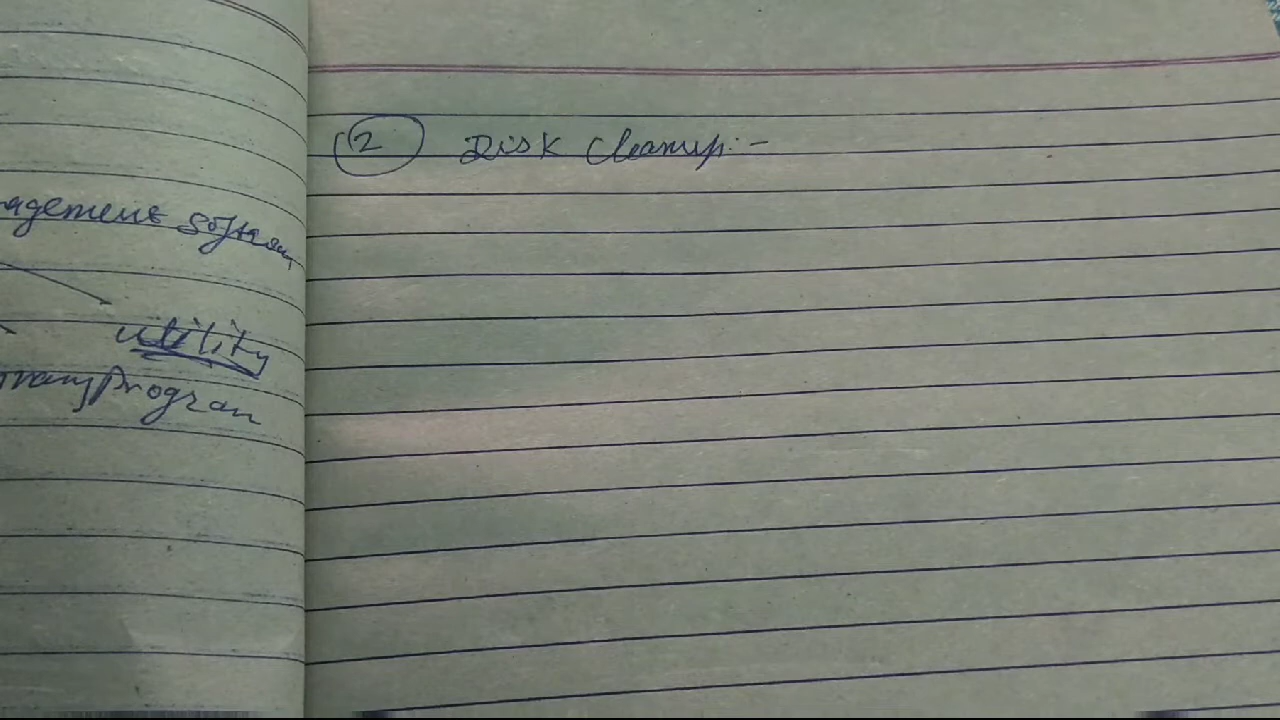 agement software
utility
program
② Disk Cleanup:-